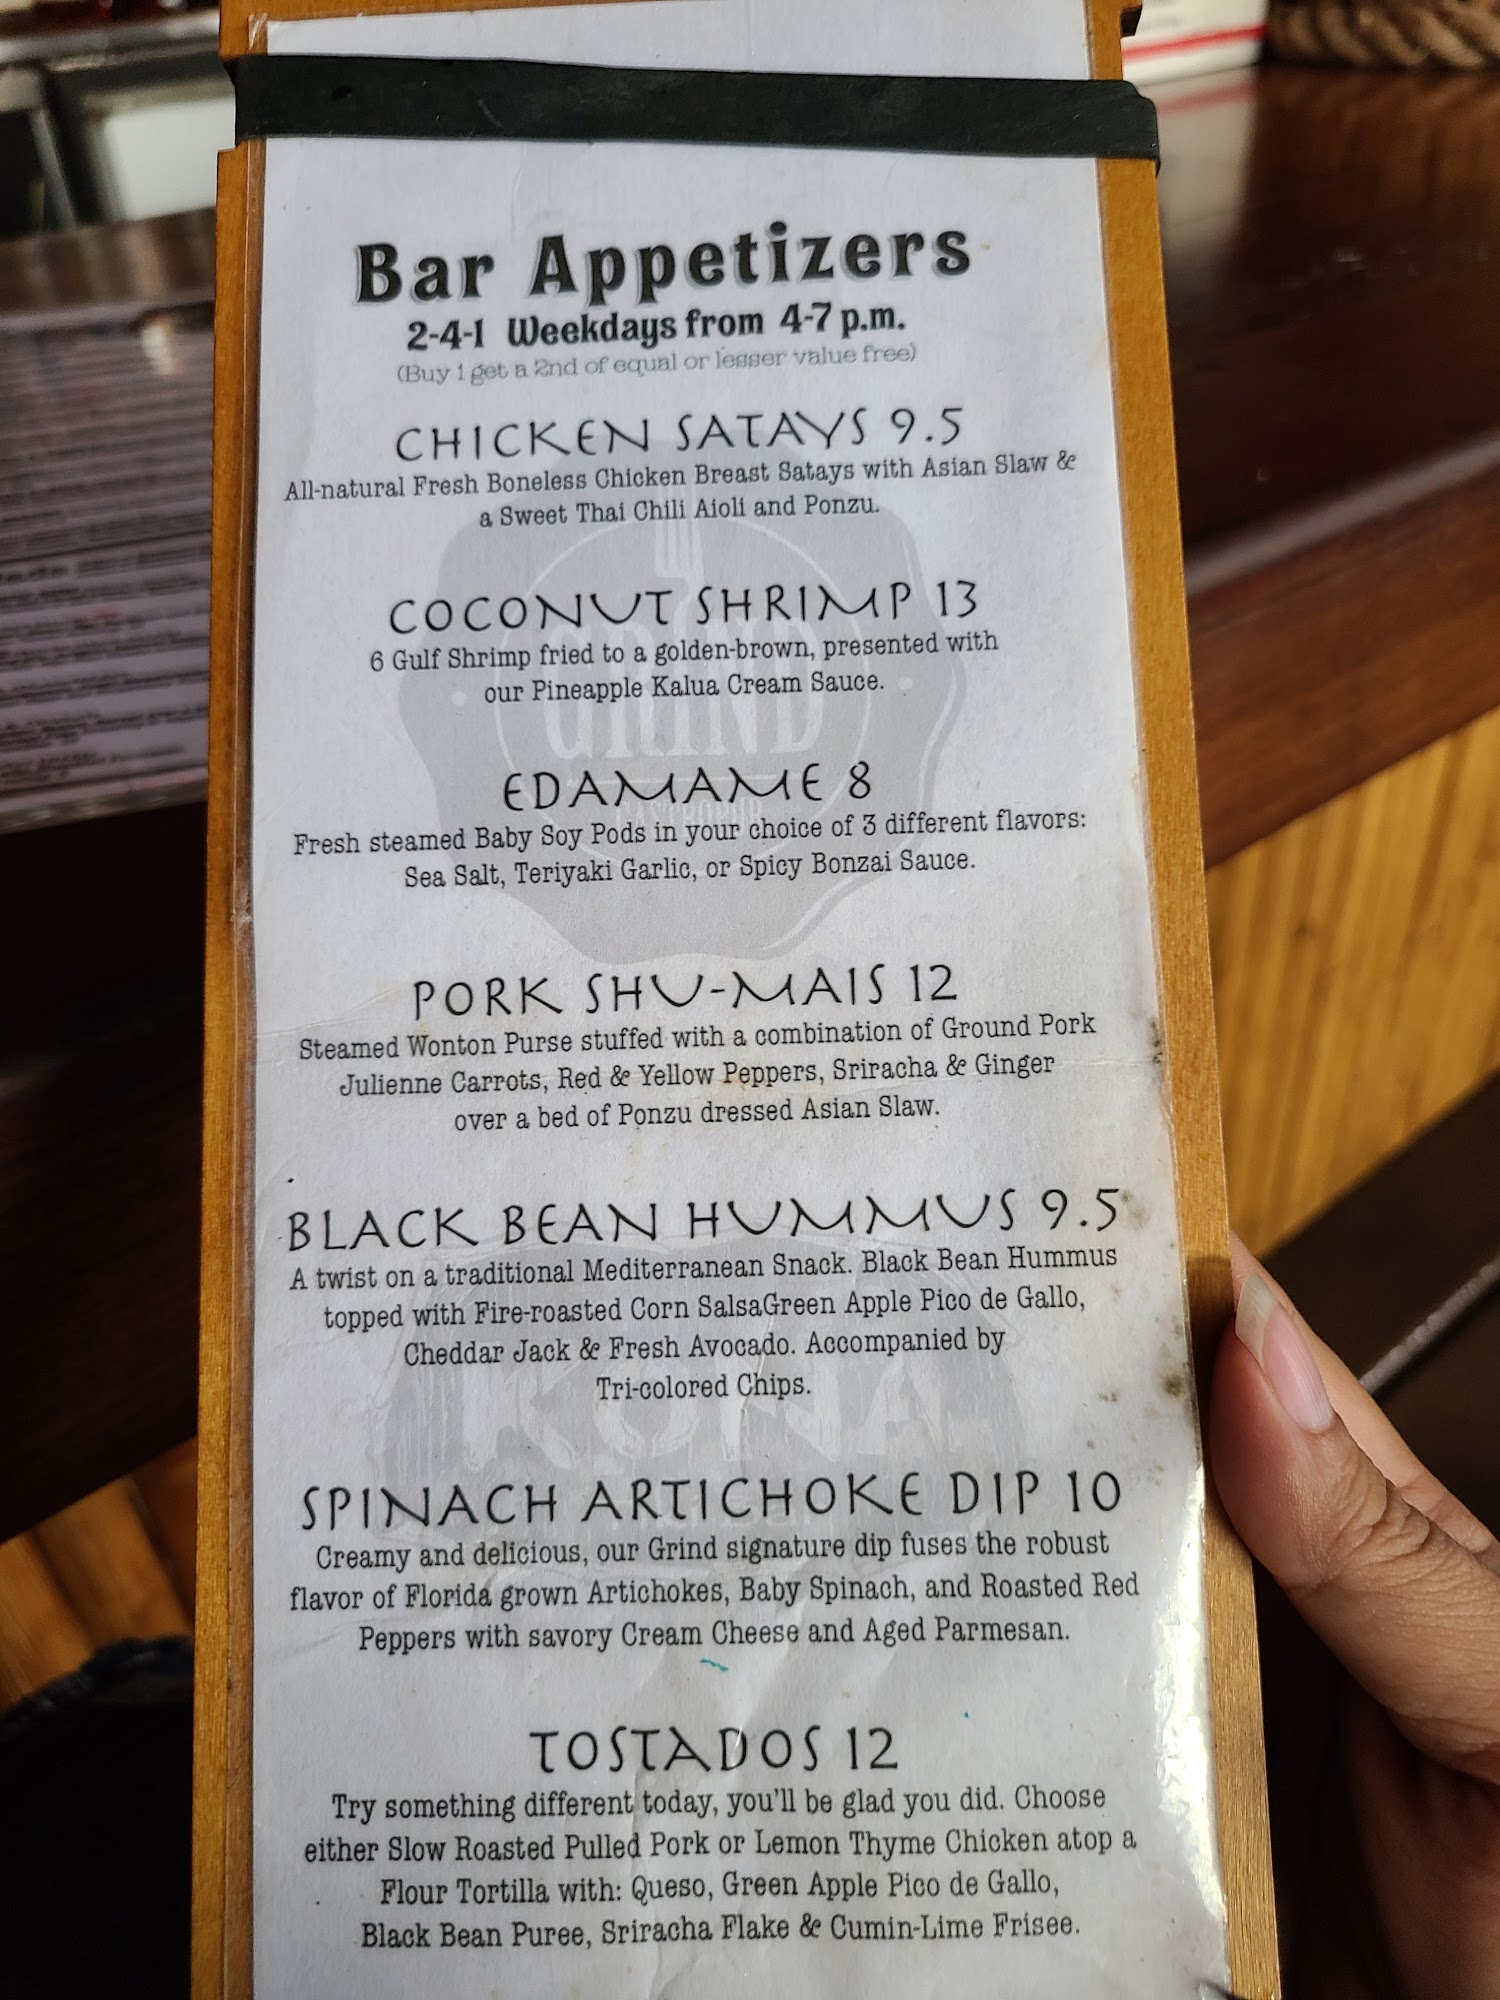 Bar Appetizers
2-4-1 Weekdays from 4-7 p.m.
(Buy 1 get a 2nd of equal or lesser value free)
CHICKEN SATAYS 9.5
All-natural Fresh Boneless Chicken Breast Satays with Asian Slaw &
a Sweet Thai Chili Aioli and Ponzu.
COCONUT SHRIMP 13
6 Gulf Shrimp fried to a golden-brown, presented with
our Pineapple Kalua Cream Sauce.
GRIND
EDAMAME 8
Fresh steamed Baby Soy Pods in your choice of 3 different flavors:
Sea Salt, Teriyaki Garlic, or Spicy Bonzai Sauce.
PORK SHU-MAIS 12
Steamed Wonton Purse stuffed with a combination of Ground Pork
Julienne Carrots, Red & Yellow Peppers, Sriracha & Ginger
over a bed of Ponzu dressed Asian Slaw.
BLACK BEAN HUMMUS 9.5
A twist on a traditional Mediterranean Snack. Black Bean Hummus
topped with Fire-roasted Corn SalsaGreen Apple Pico de Gallo,
Cheddar Jack & Fresh Avocado. Accompanied by
Tri-colored Chips.
KONA
SPINACH ARTICHOKE DIP 10
Creamy and delicious, our Grind signature dip fuses the robust
flavor of Florida grown Artichokes, Baby Spinach, and Roasted Red
Peppers with savory Cream Cheese and Aged Parmesan.
TOSTADOS 12
Try something different today, you'll be glad you did. Choose
either Slow Roasted Pulled Pork or Lemon Thyme Chicken atop a
Flour Tortilla with: Queso, Green Apple Pico de Gallo,
Black Bean Puree, Sriracha Flake & Cumin-Lime Frisee.